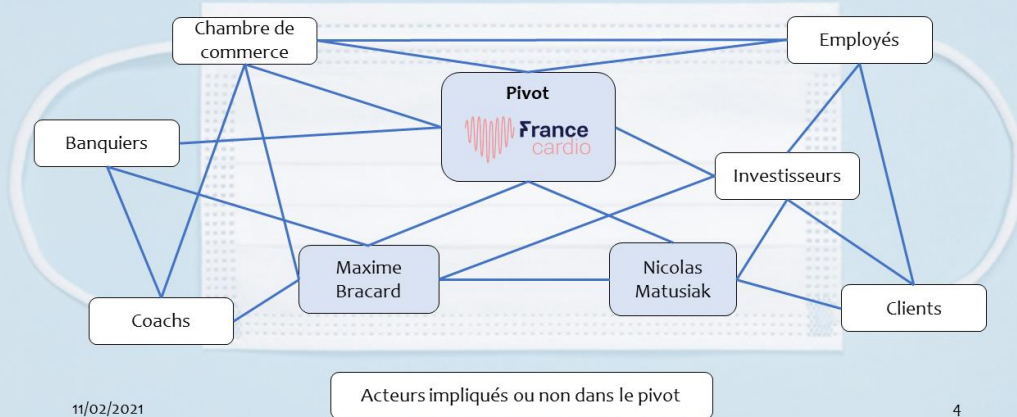 Chambre de
commerce
Employés
Pivot
France
cardio
Banquiers
Investisseurs
Maxime
Bracard
Nicolas
Matusiak
Coachs
Clients
Acteurs impliqués ou non dans le pivot
11/02/2021
4